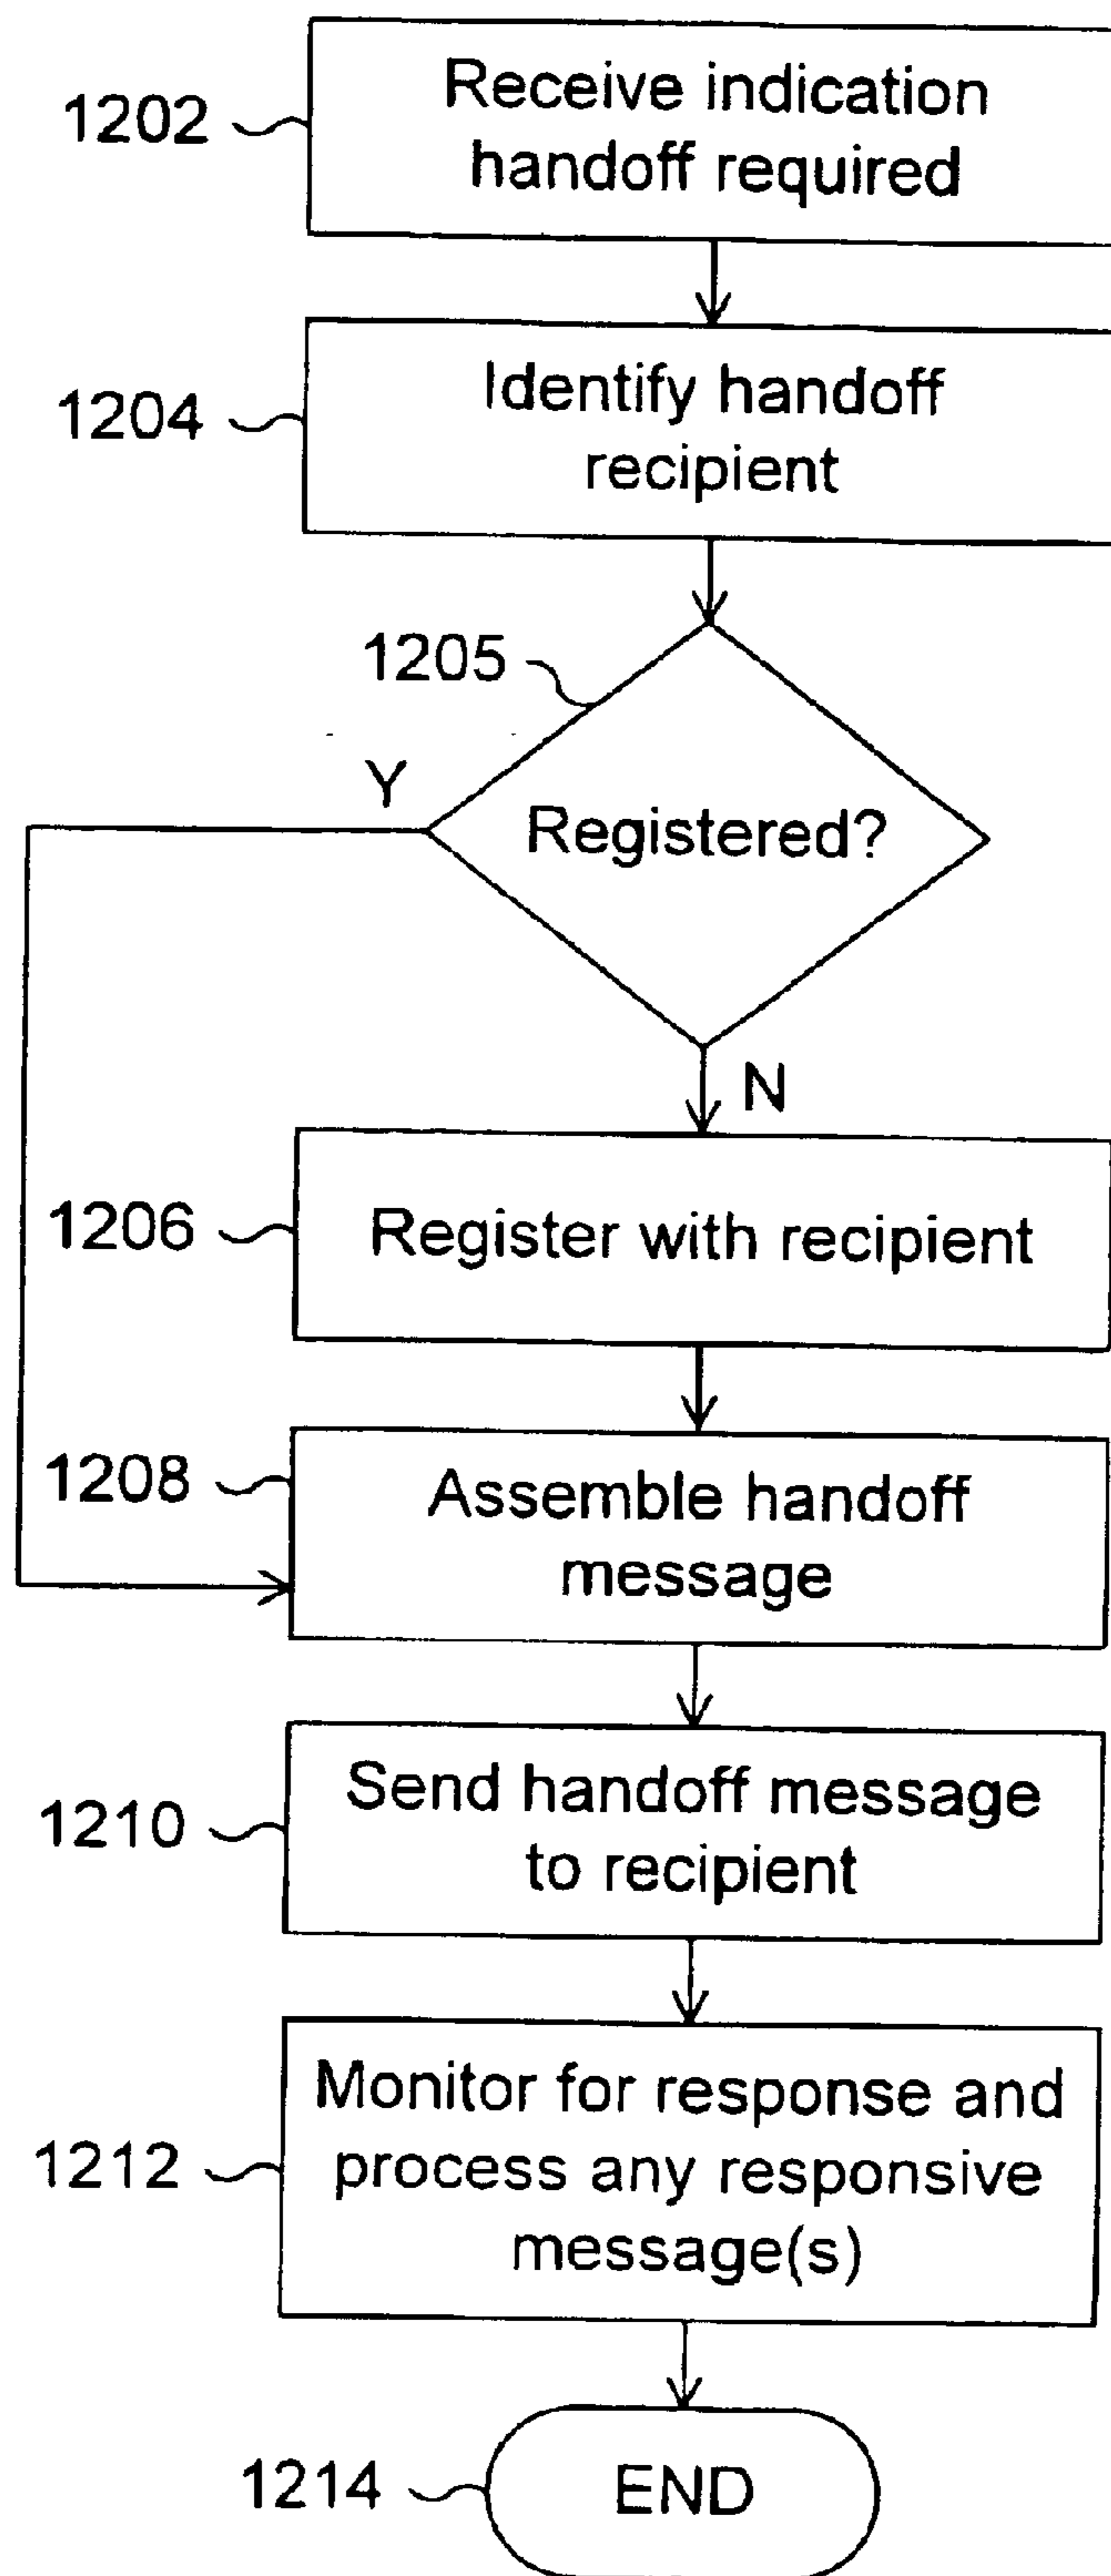 1202
Receive indication
handoff required
1204
Identify handoff
recipient
1205
Y
Registered?
N
1206
Register with recipient
1208
Assemble handoff
message
1210
Send handoff message
to recipient
1212
Monitor for response and
process any responsive
message(s)
1214
END